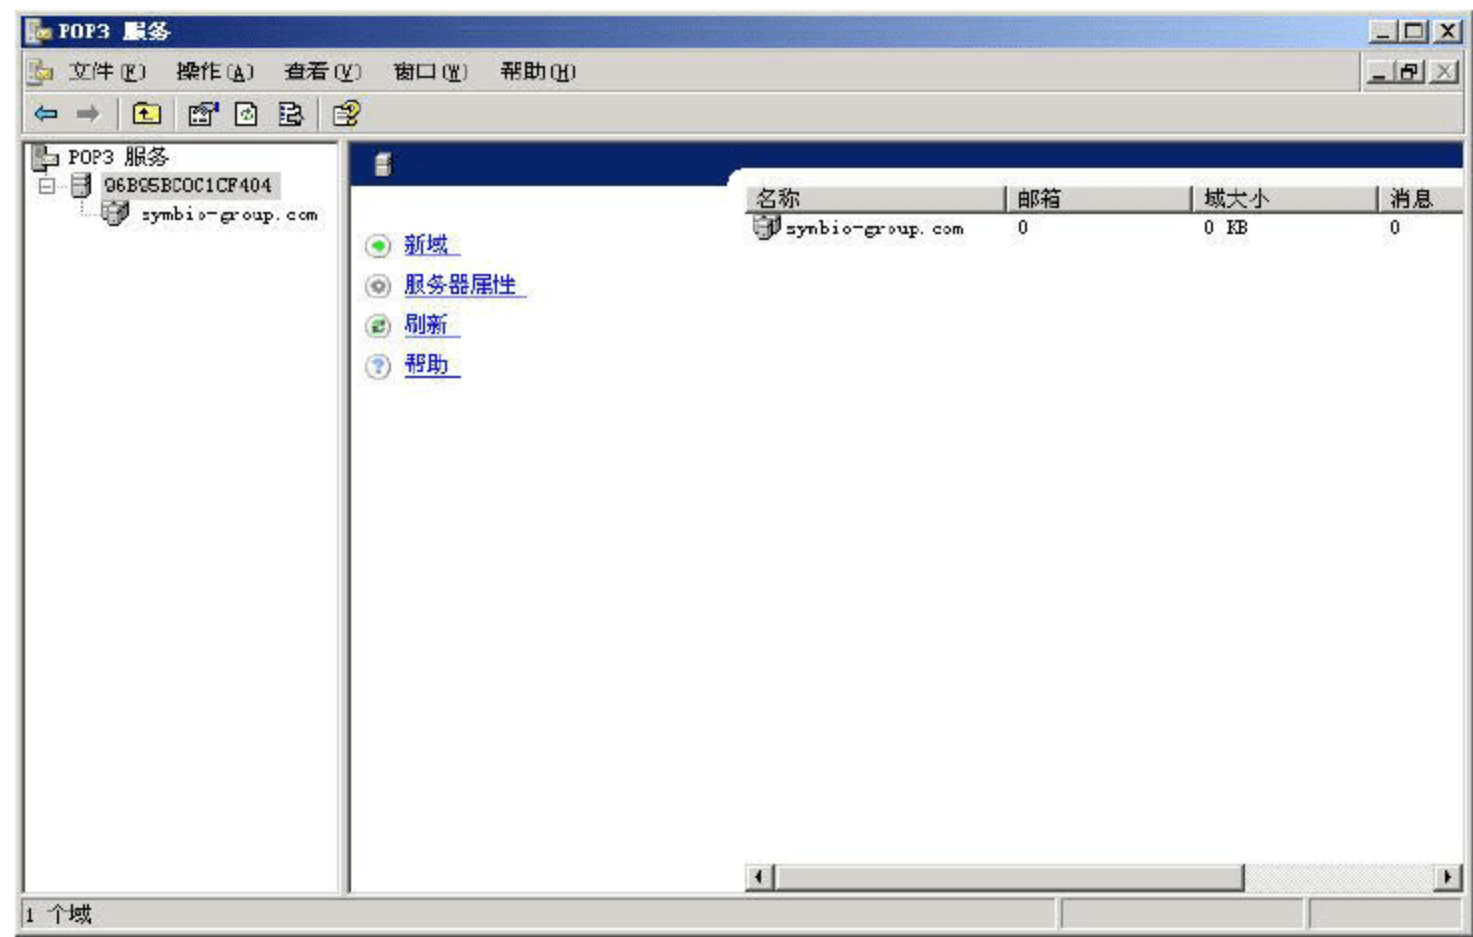 POP3 服务
文件(F) 操作(A) 查看(V) 窗口(W) 帮助(H)
POP3 服务
96B95BC0C1CF404
symbio-group.com
名称 邮箱 域大小 消息
symbio-group.com 0 0 KB 0
新域
服务器属性
刷新
帮助
1 个域